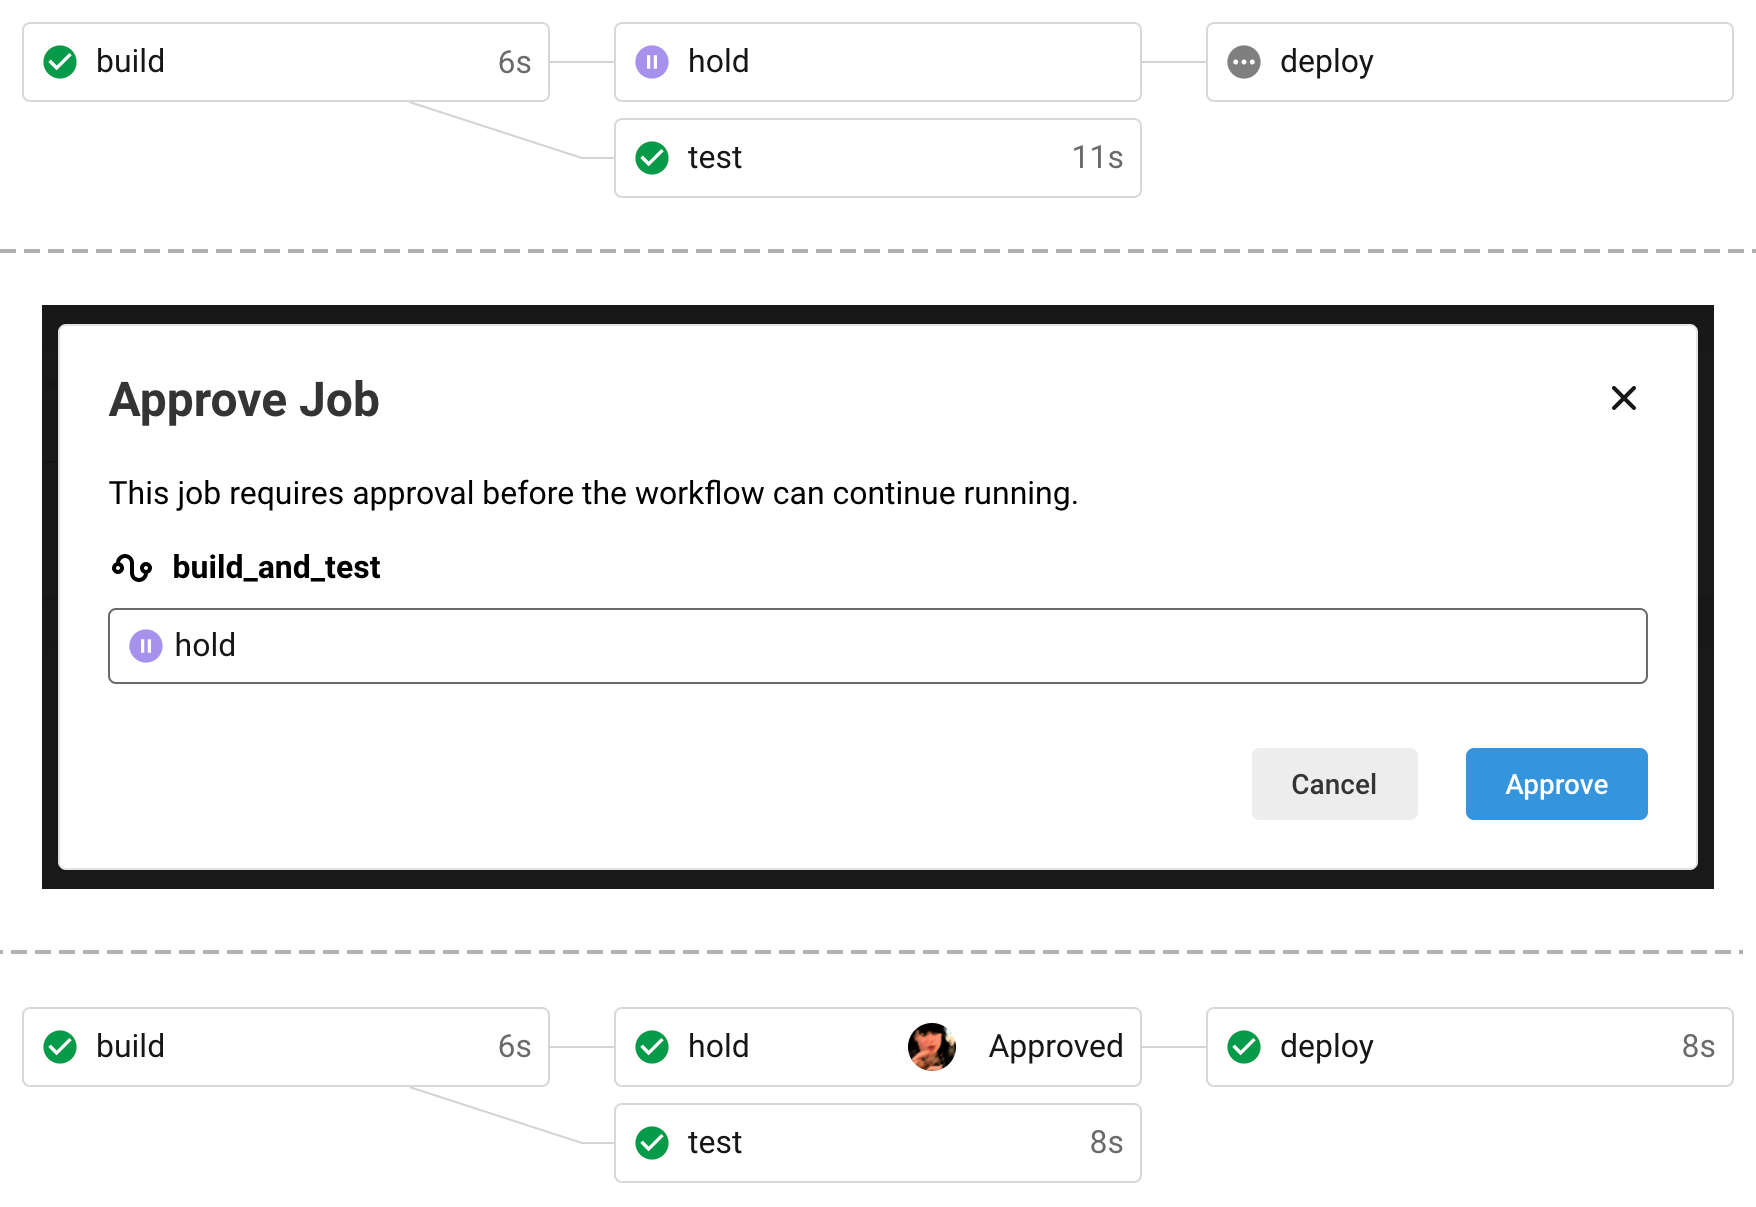 build 6s
hold
deploy
test 11s
Approve Job
This job requires approval before the workflow can continue running.
build_and_test
hold
Cancel
Approve
build 6s
hold Approved
deploy 8s
test 8s